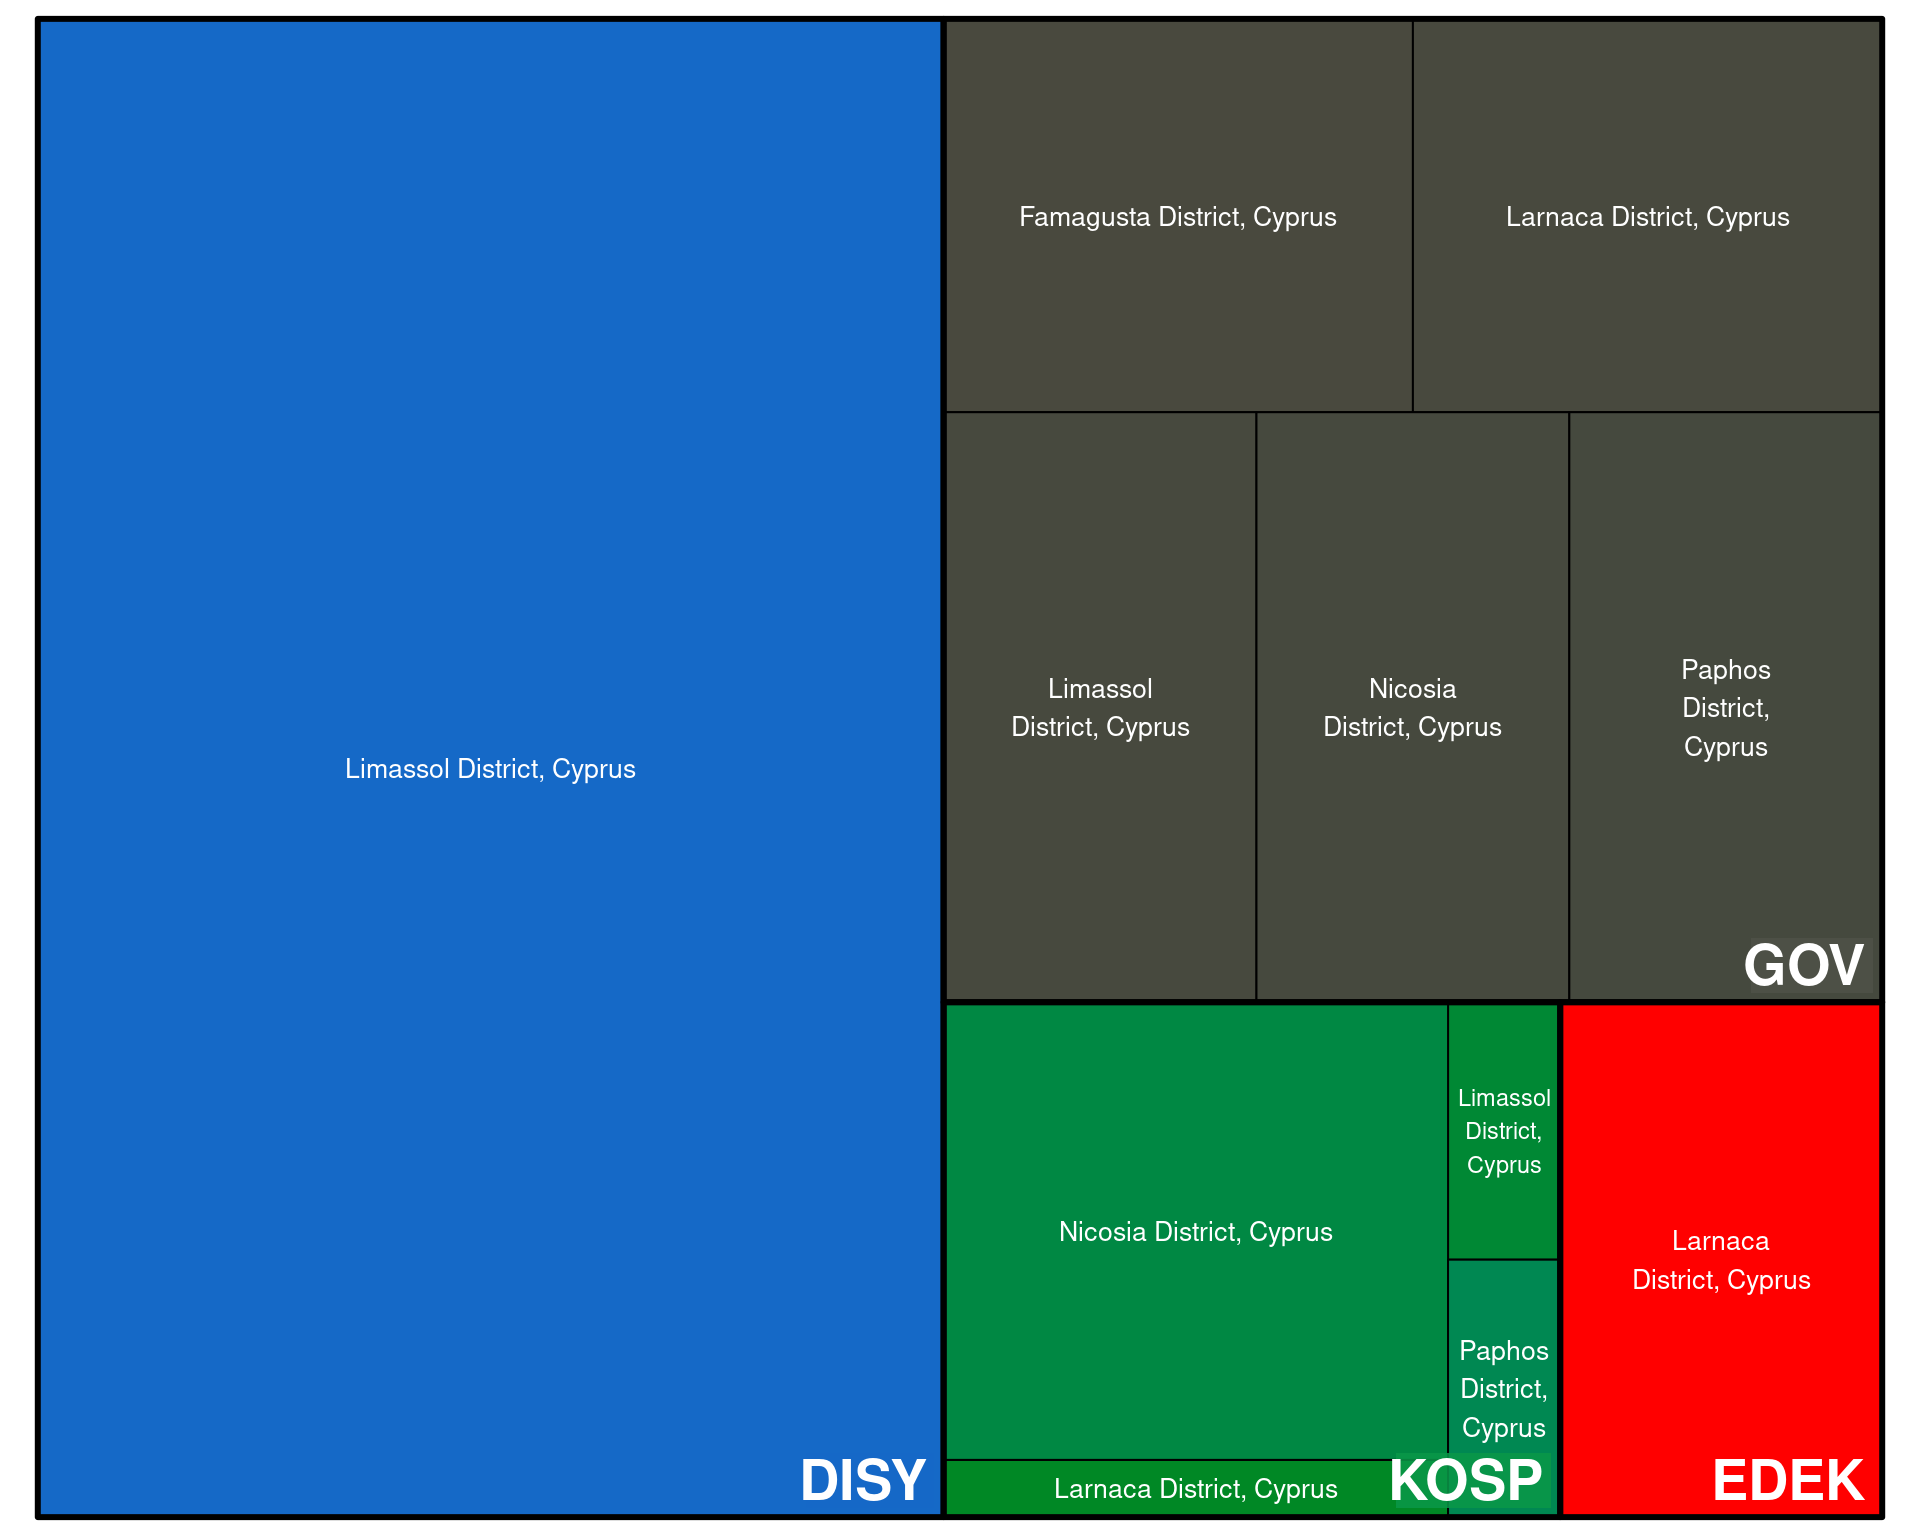 Limassol District, Cyprus
DISY
Famagusta District, Cyprus
Larnaca District, Cyprus
Limassol
District, Cyprus
Nicosia
District, Cyprus
Paphos
District,
Cyprus
GOV
Nicosia District, Cyprus
Limassol
District,
Cyprus
Paphos
District,
Cyprus
Larnaca District, Cyprus
KOSP
Larnaca
District, Cyprus
EDEK